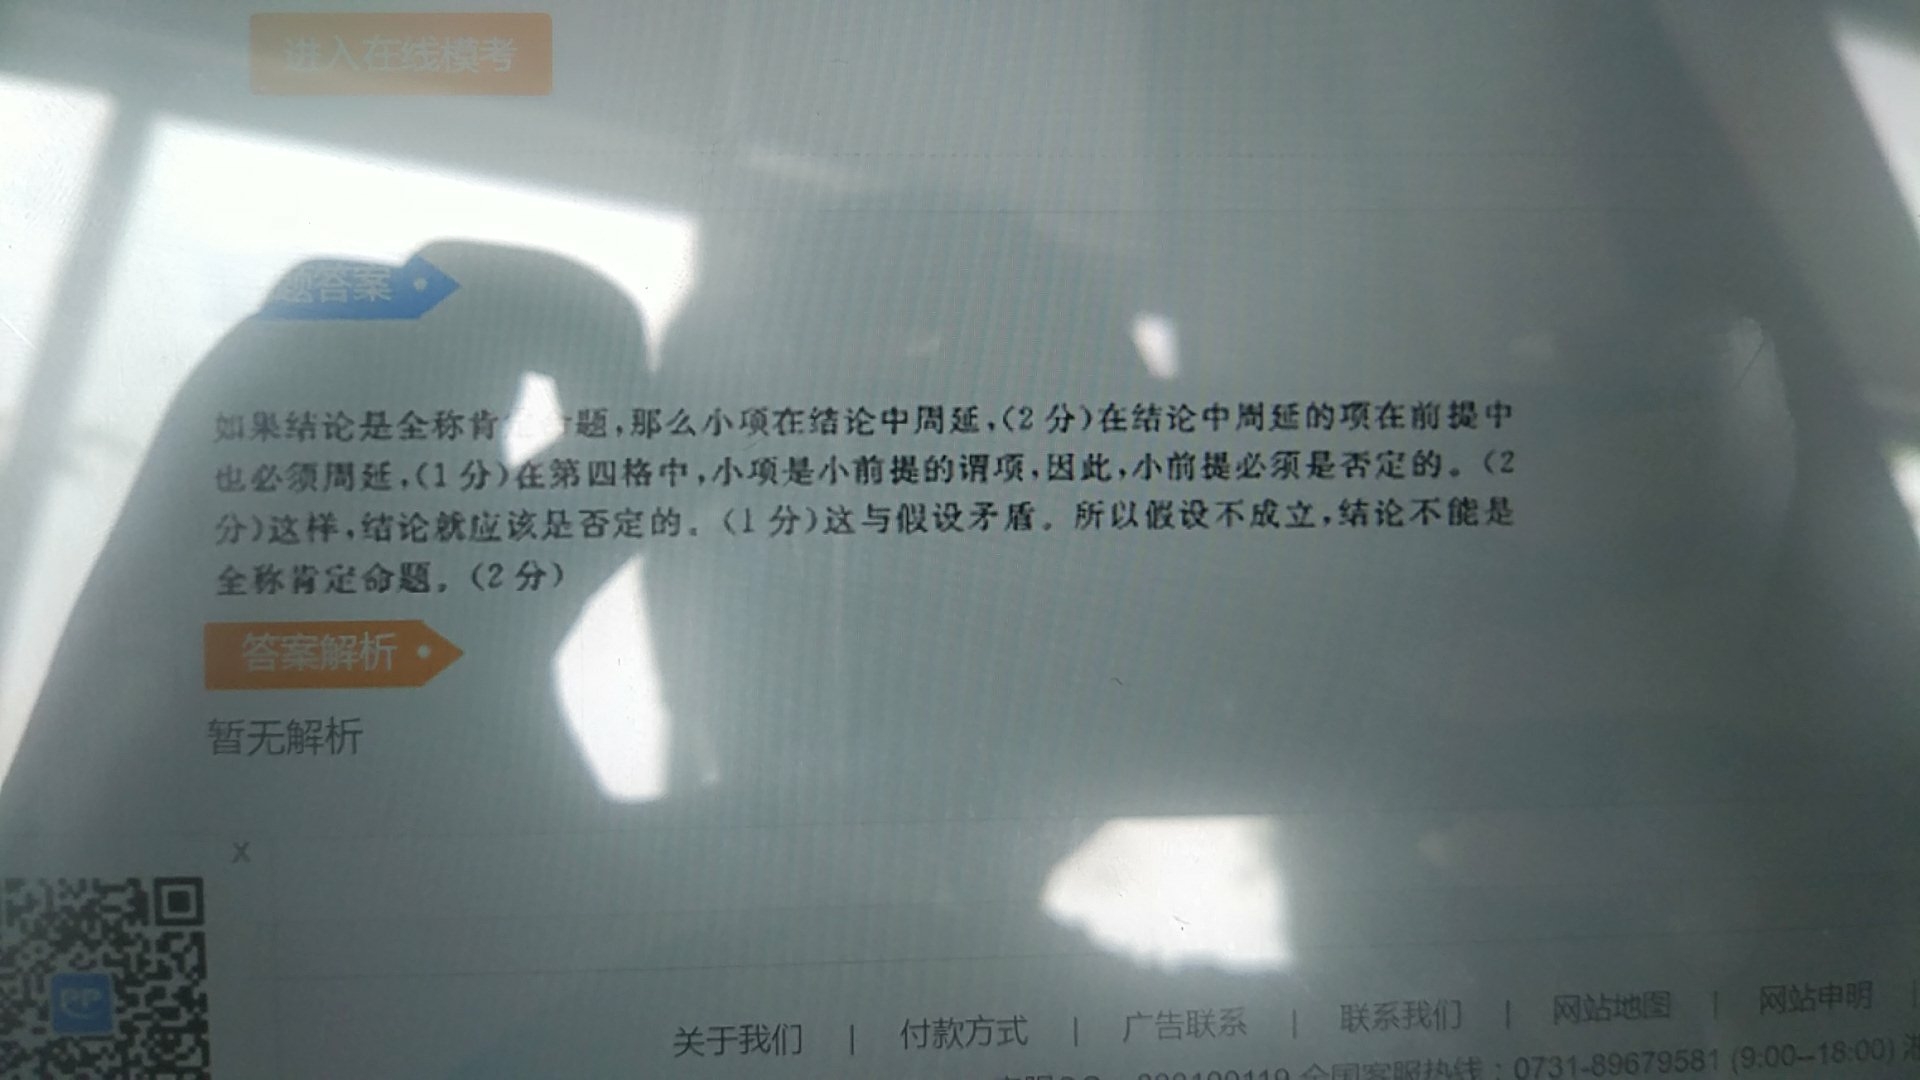 进入在线模考
题答案
如果结论是全称肯 题,那么小项在结论中周延,(2 分)在结论中周延的项在前提中
也必须周延,(1 分)在第四格中,小项是小前提的谓项,因此,小前提必须是否定的。(2
分)这样,结论就应该是否定的。(1 分)这与假设矛盾。所以假设不成立,结论不能是
全称肯定命题。(2 分)
答案解析
暂无解析
x
关于我们 | 付款方式 | 广告联系 | 联系我们 | 网站地图 | 网站申明 |
全国客服热线:0731-89679581 (9:00--18:00)